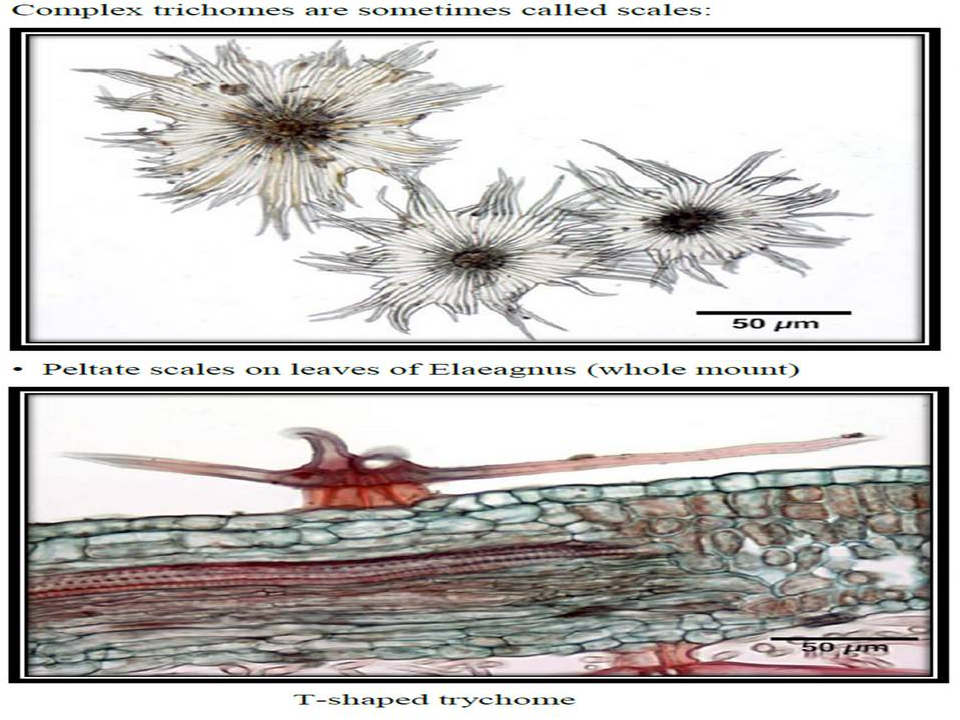 Complex trichomes are sometimes called scales:
50 µm
• Peltate scales on leaves of Elaeagnus (whole mount)
50 µm
T-shaped trychome